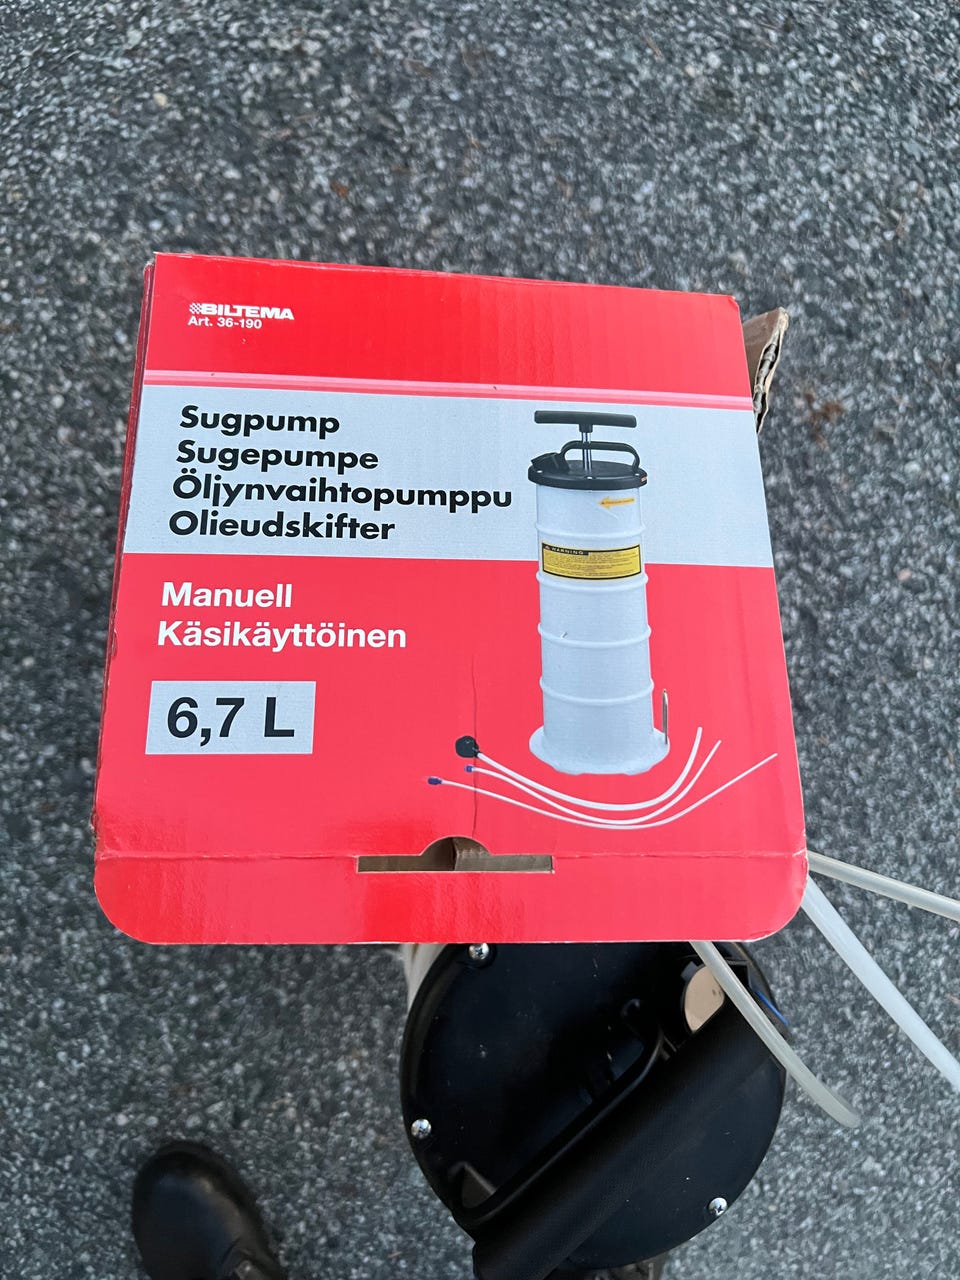 BILTEMA
Art. 36-190
Sugpump
Sugepumpe
Öljynvaihtopumppu
Olieudskifter
Manuell
Käsikäyttöinen
6,7 L
WARNING